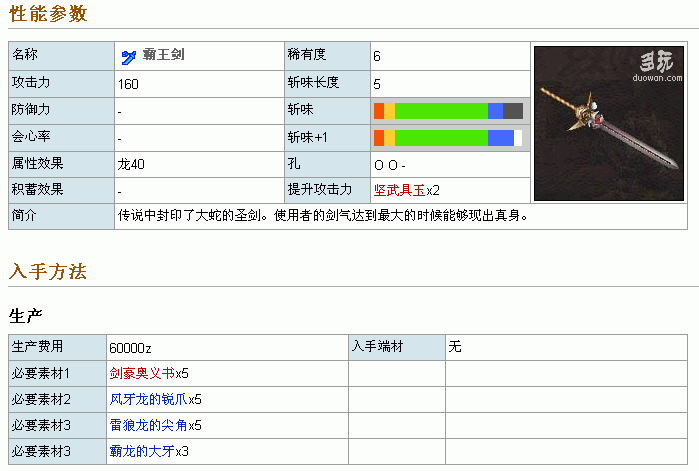 性能参数
名称 霸王剑 稀有度 6
攻击力 160 斩味长度 5
防御力 - 斩味
会心率 - 斩味+1
属性效果 龙40 孔 O O -
积蓄效果 - 提升攻击力 坚武具玉x2
简介 传说中封印了大蛇的圣剑。使用者的剑气达到最大的时候能够现出真身。
多玩
duowan.com
入手方法
生产
生产费用 60000z 入手端材 无
必要素材1 剑豪奥义书x5
必要素材2 风牙龙的锐爪x5
必要素材3 雷狼龙的尖角x5
必要素材3 霸龙的大牙x3